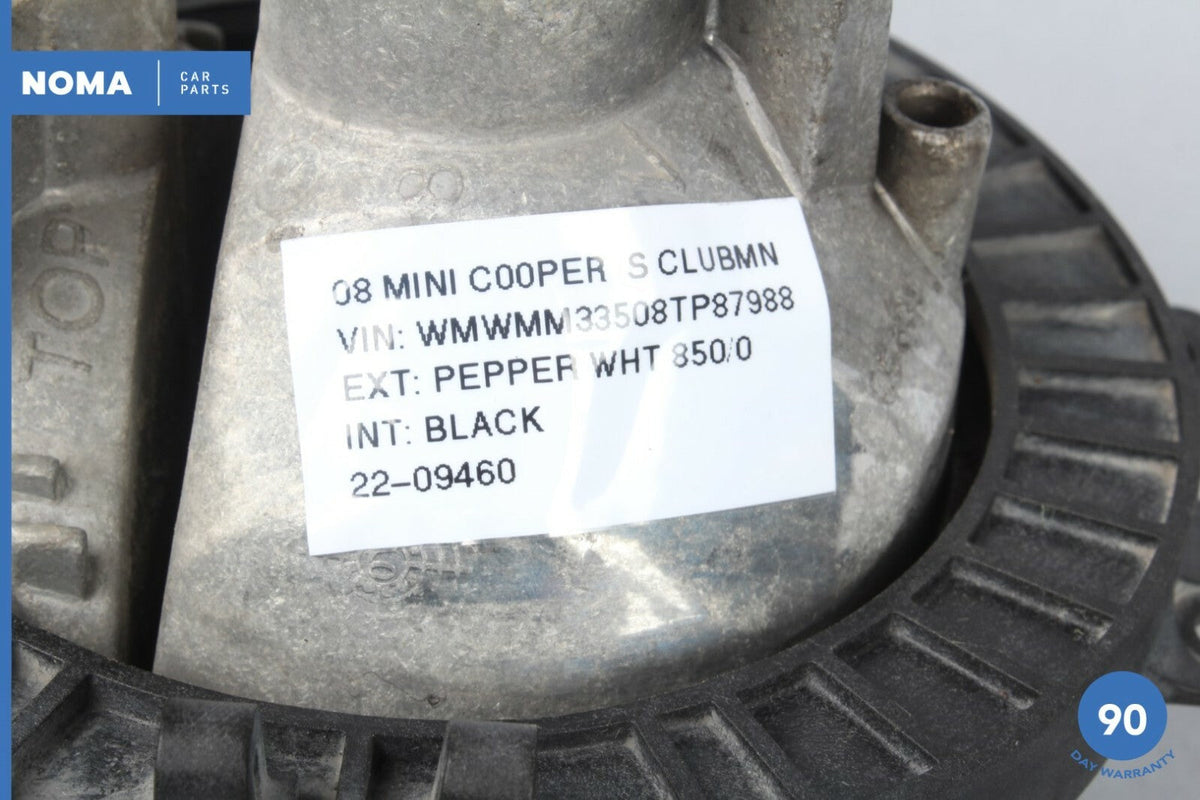 NOMA
CAR
PARTS
8
TOP
08 MINI COOPER S CLUBMN
VIN: WMWMM33508TP87988
EXT: PEPPER WHT 850/0
INT: BLACK
22-09460
90
DAY WARRANTY